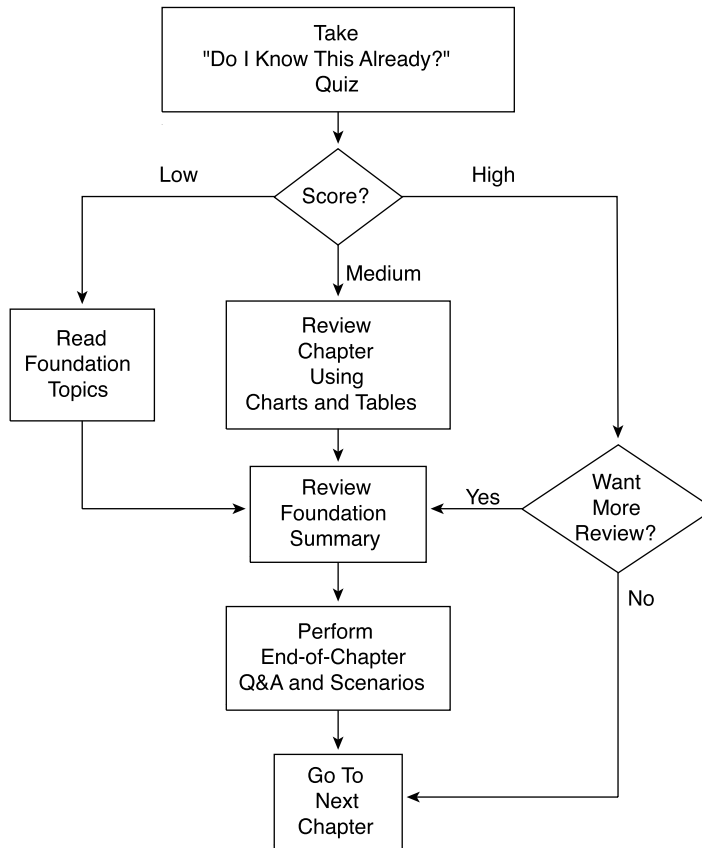 Take
"Do I Know This Already?"
Quiz
Low
Score?
High
Medium
Read
Foundation
Topics
Review
Chapter
Using
Charts and Tables
Review
Foundation
Summary
Yes
Want
More
Review?
No
Perform
End-of-Chapter
Q&A and Scenarios
Go To
Next
Chapter